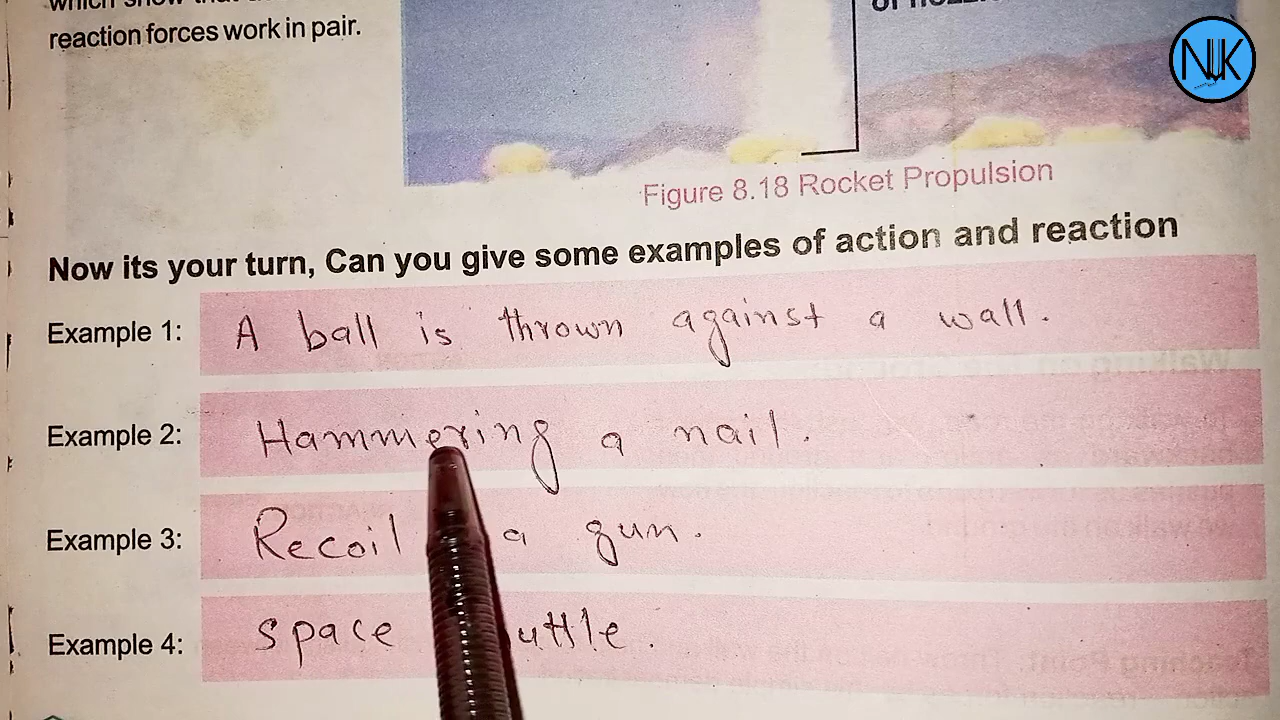 reaction forces work in pair.
Figure 8.18 Rocket Propulsion
Now its your turn, Can you give some examples of action and reaction
Example 1: A ball is thrown against a wall.
Example 2: Hammering a nail.
Example 3: Recoil a gun.
Example 4: space
NJK